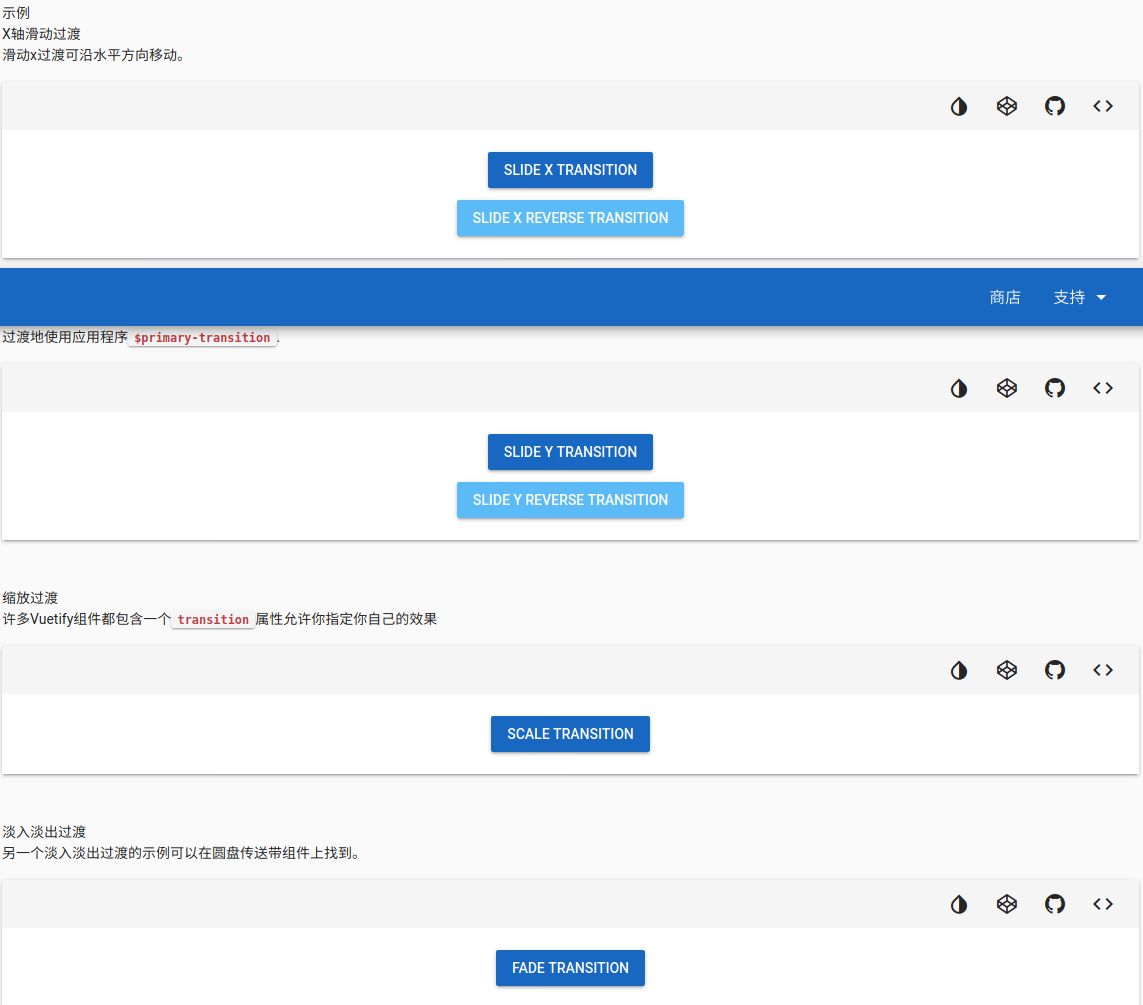 示例
X轴滑动过渡
滑动x过渡可沿水平方向移动。
SLIDE X TRANSITION
SLIDE X REVERSE TRANSITION
商店 支持
过渡地使用应用程序 $primary-transition .
SLIDE Y TRANSITION
SLIDE Y REVERSE TRANSITION
缩放过渡
许多Vuetify组件都包含一个 transition 属性允许你指定你自己的效果
SCALE TRANSITION
淡入淡出过渡
另一个淡入淡出过渡的示例可以在圆盘传送带组件上找到。
FADE TRANSITION